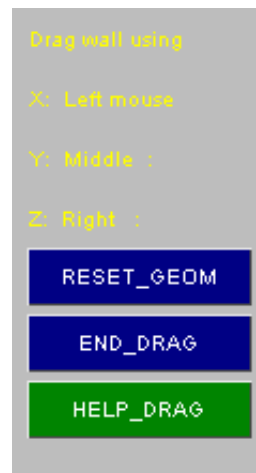 Drag wall using
X: Left mouse
Y: Middle :
Z: Right :
RESET_GEOM
END_DRAG
HELP_DRAG